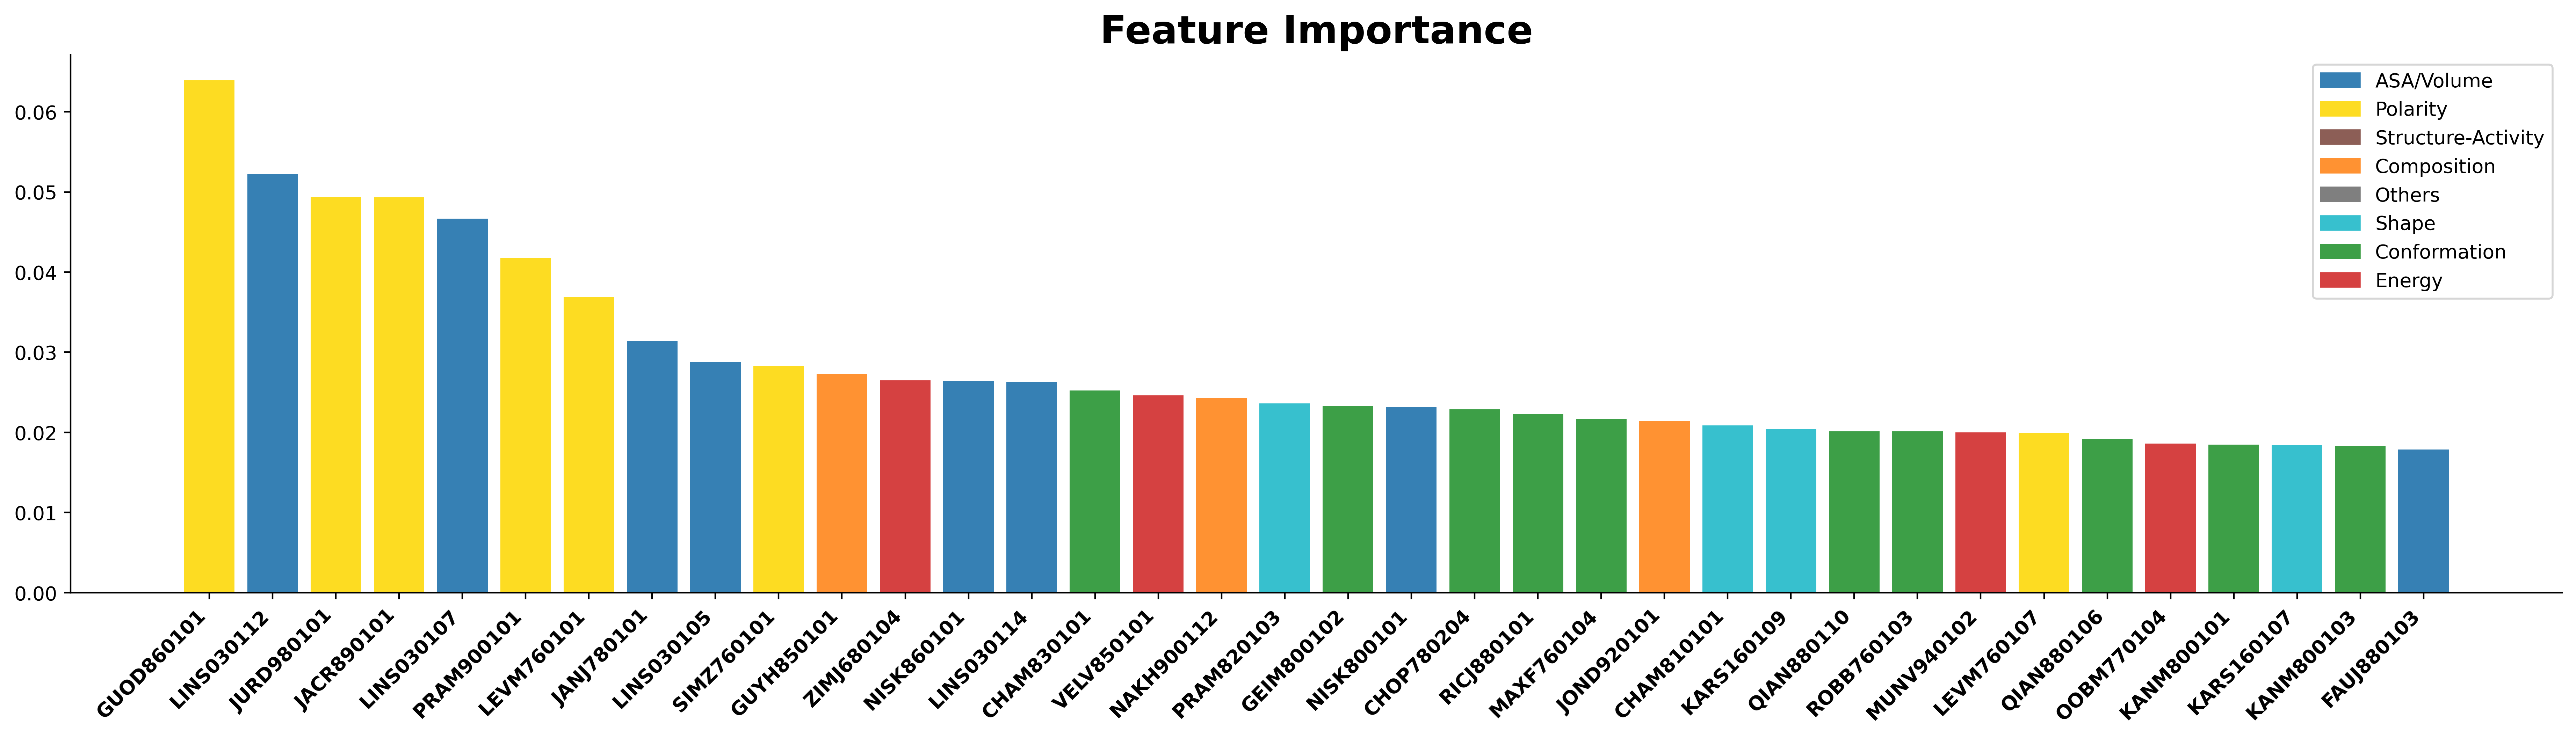 Feature Importance
0.06
0.05
0.04
0.03
0.02
0.01
0.00
ASA/Volume
Polarity
Structure-Activity
Composition
Others
Shape
Conformation
Energy
GUOD860101
LINS030112
JURD980101
JACR890101
LINS030107
PRAM900101
LEVM760101
JANJ780101
LINS030105
SIMZ760101
GUYH850101
ZIMJ680104
NISK860101
LINS030114
CHAM830101
VELV850101
NAKH900112
PRAM820103
GEIM800102
NISK800101
CHOP780204
RICJ880101
MAXF760104
JOND920101
CHAM810101
KARS160109
QIAN880110
ROBB760103
MUNV940102
LEVM760107
QIAN880106
OOBM770104
KANM800101
KARS160107
KANM800103
FAUJ880103